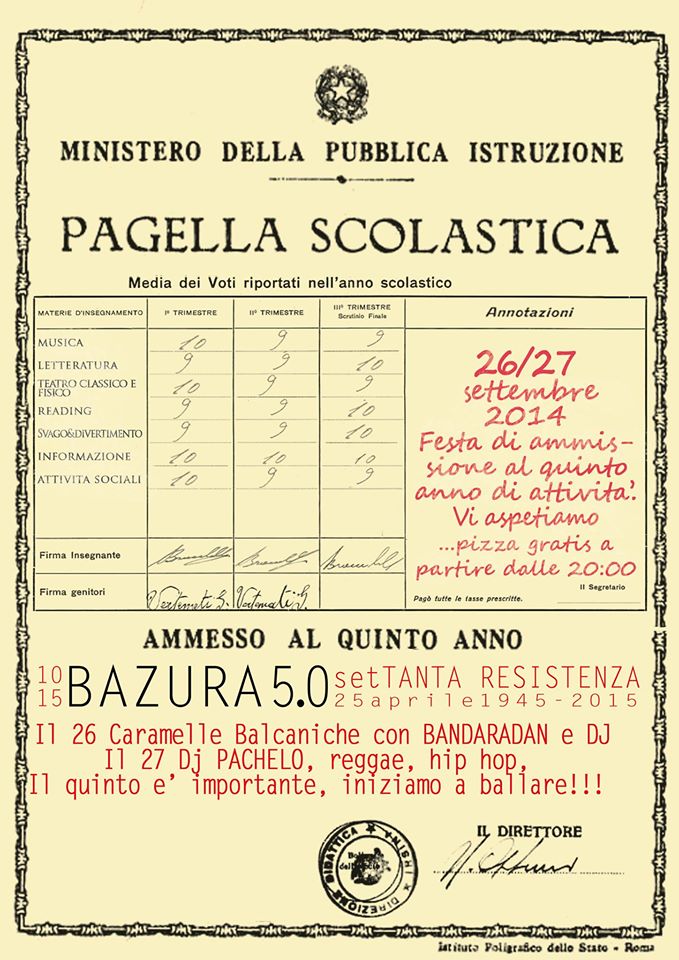 MINISTERO DELLA PUBBLICA ISTRUZIONE
PAGELLA SCOLASTICA
Media dei Voti riportati nell'anno scolastico
MATERIE D'INSEGNAMENTO Iº TRIMESTRE IIº TRIMESTRE IIIº TRIMESTRE Scrutinio Finale
MUSICA 10 9 9
LETTERATURA 9 9 10
TEATRO CLASSICO E FISICO 10 9 9
READING 9 9 10
SVAGO&DIVERTIMENTO 9 9 10
INFORMAZIONE 10 10 10
ATTIVITA SOCIALI 10 9 9
Firma Insegnante
Firma genitori Vertemati S. Vertemati S.
Annotazioni
26/27
settembre
2014
Festa di ammis-
sione al quinto
anno di attivita'.
Vi aspetiamo
...pizza gratis a
partire dalle 20:00
Il Segretario
Pagò tutte le tasse prescritte.
AMMESSO AL QUINTO ANNO
10
15 BAZURA 5.0 setTANTA RESISTENZA
25aprile1945-2015
Il 26 Caramelle Balcaniche con BANDARADAN e DJ
Il 27 Dj PACHELO, reggae, hip hop,
Il quinto e' importante, iniziamo a ballare!!!
DIREZIONE DIDATTICA
IL DIRETTORE
Istituto Poligrafico dello Stato - Roma